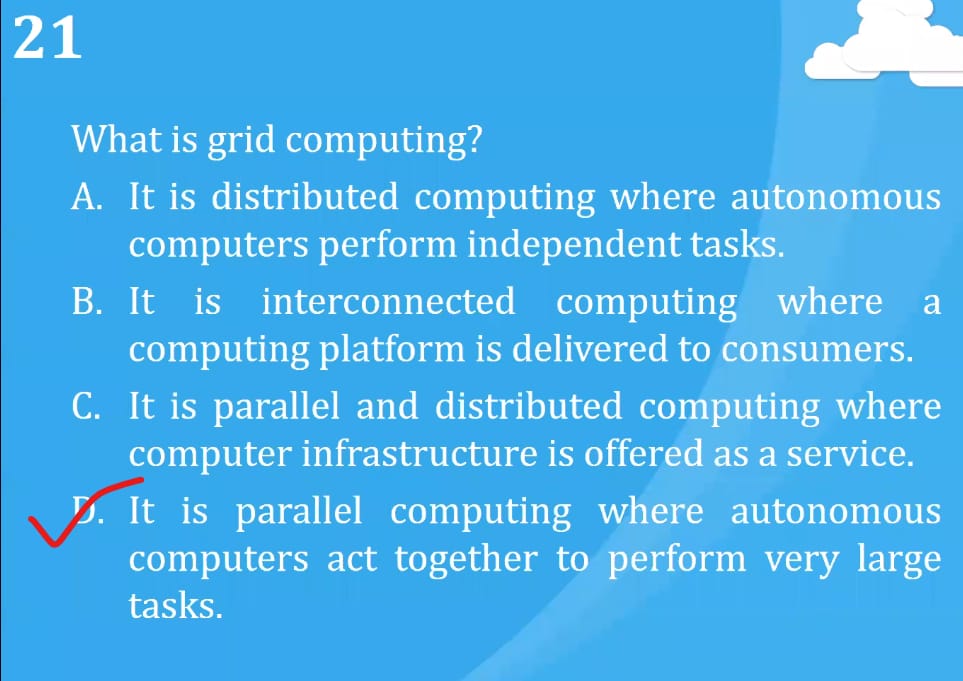 21
What is grid computing?
A. It is distributed computing where autonomous
computers perform independent tasks.
B. It is interconnected computing where a
computing platform is delivered to consumers.
C. It is parallel and distributed computing where
computer infrastructure is offered as a service.
D. It is parallel computing where autonomous
computers act together to perform very large
tasks.